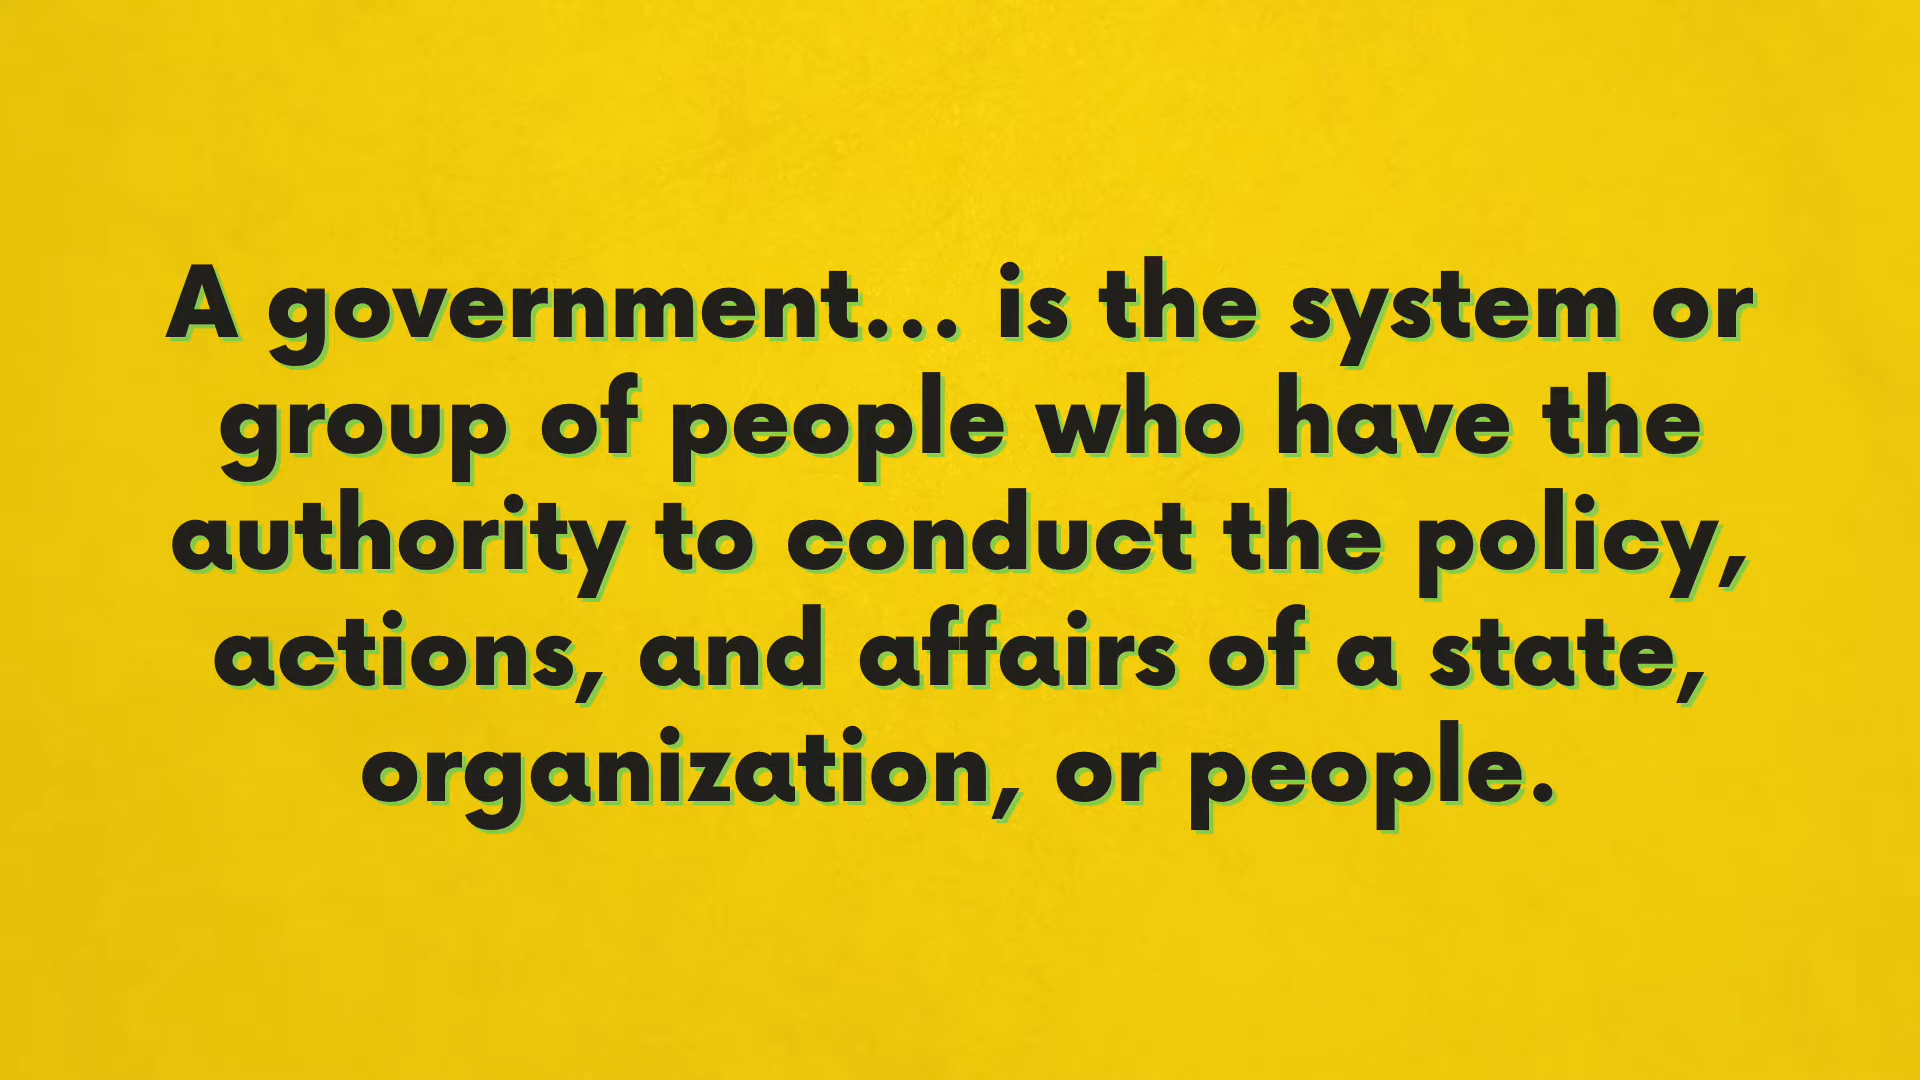 A government... is the system or
group of people who have the
authority to conduct the policy,
actions, and affairs of a state,
organization, or people.